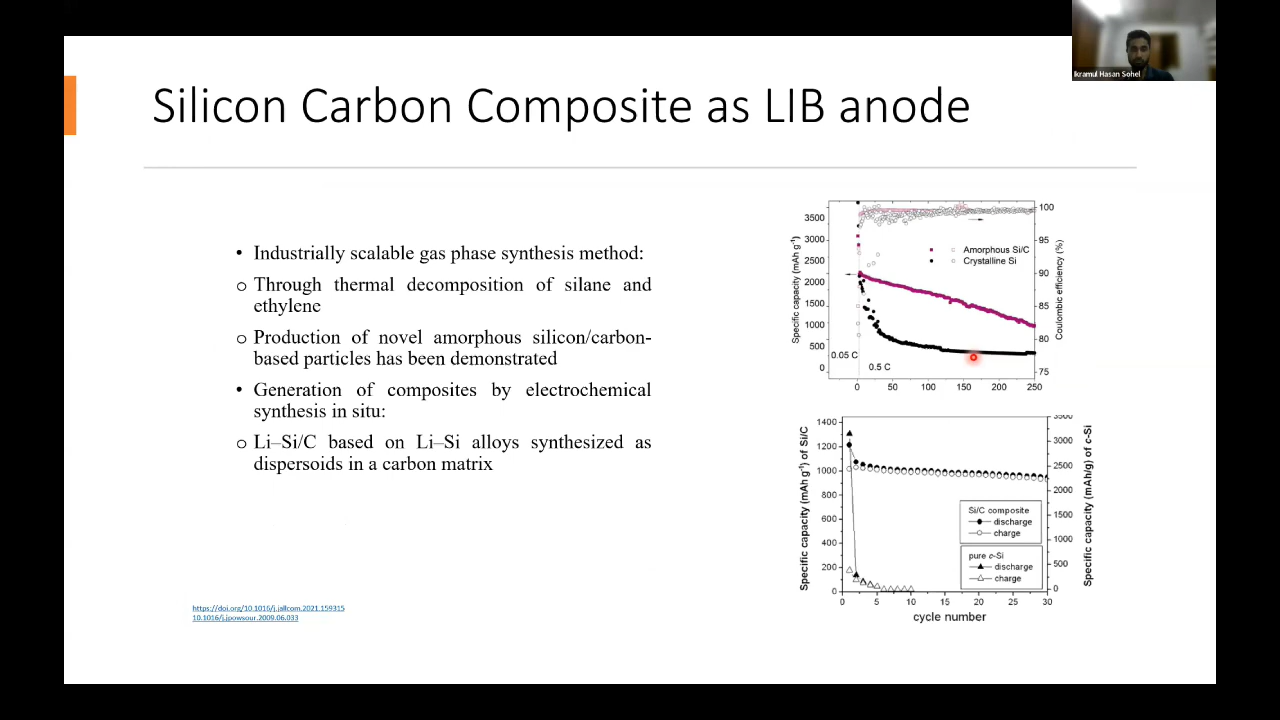 Ikramul Hasan Sohel
Silicon Carbon Composite as LIB anode
• Industrially scalable gas phase synthesis method:
o Through thermal decomposition of silane and
ethylene
o Production of novel amorphous silicon/carbon-
based particles has been demonstrated
• Generation of composites by electrochemical
synthesis in situ:
o Li–Si/C based on Li–Si alloys synthesized as
dispersoids in a carbon matrix
https://doi.org/10.1016/j.jallcom.2021.159315
10.1016/j.jpowsour.2009.06.033
Specific capacity (mAh g⁻¹)
3500
3000
2500
2000
1500
1000
500
0
0.05 C
0.5 C
Amorphous Si/C
Crystalline Si
100
95
90
85
80
75
Coulombic efficiency (%)
0 50 100 150 200 250
Specific capacity (mAh g⁻¹) of Si/C
1400
1200
1000
800
600
400
200
0
Si/C composite
discharge
charge
pure c-Si
discharge
charge
3500
3000
2500
2000
1500
1000
500
0
Specific capacity (mAh/g) of c-Si
0 5 10 15 20 25 30
cycle number